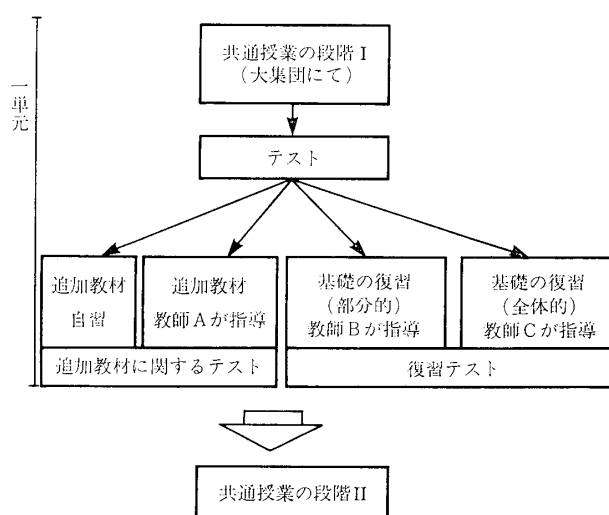 共通授業の段階Ⅰ
(大集団にて)
一単元
テスト
追加教材
自習
追加教材
教師Aが指導
基礎の復習
(部分的)
教師Bが指導
基礎の復習
(全体的)
教師Cが指導
追加教材に関するテスト
復習テスト
共通授業の段階II